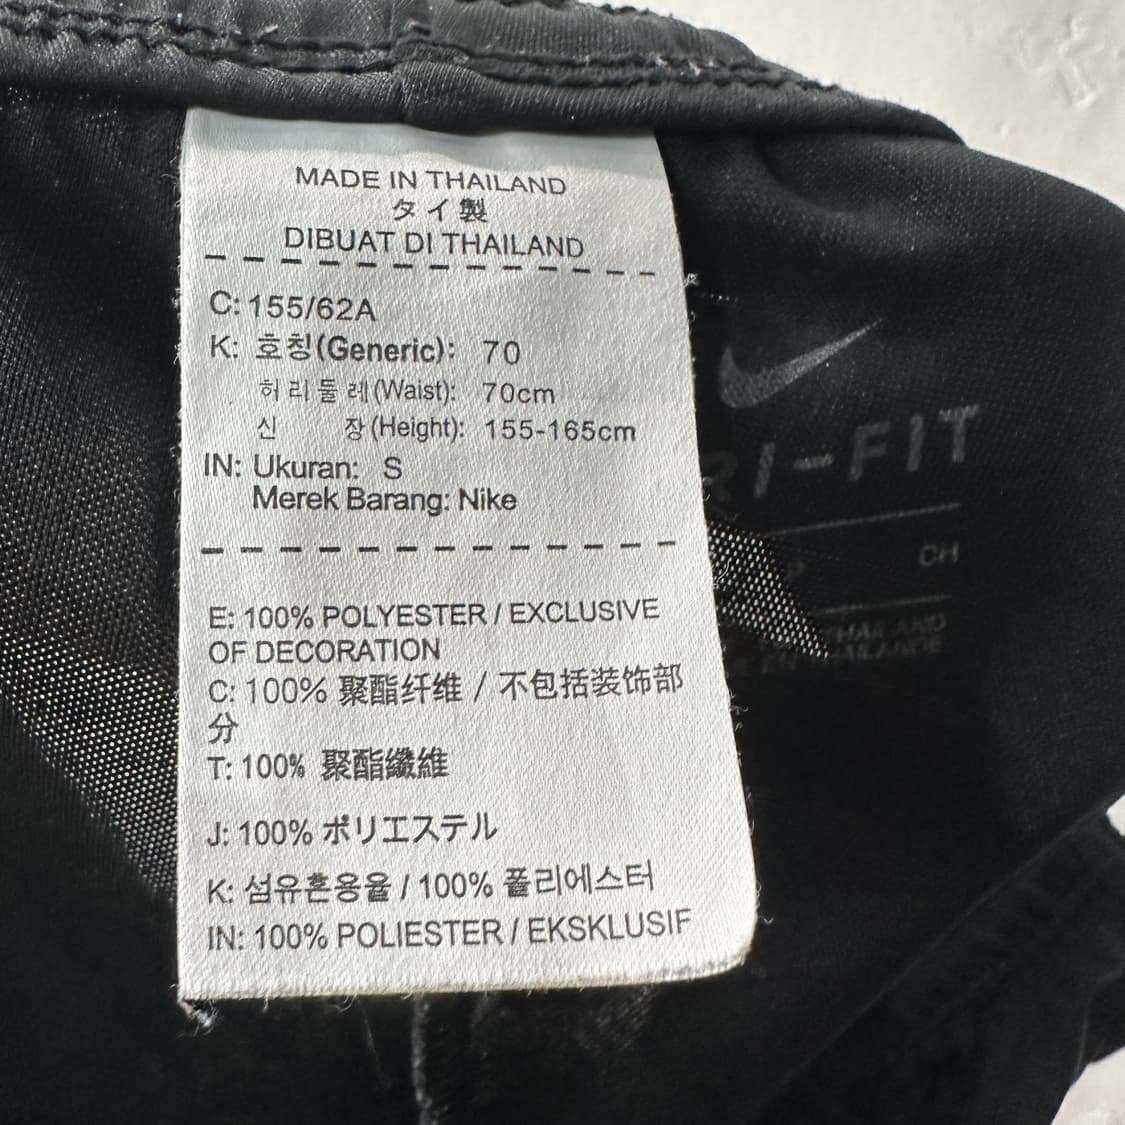 MADE IN THAILAND
タイ製
DIBUAT DI THAILAND
C: 155/62A
K: 호칭(Generic): 70
허리둘레(Waist): 70cm
신 장(Height): 155-165cm
IN: Ukuran: S
Merek Barang: Nike
E: 100% POLYESTER / EXCLUSIVE
OF DECORATION
C: 100% 聚酯纤维 / 不包括装饰部
分
T: 100% 聚酯纖維
J: 100% ポリエステル
K: 섬유혼용율 / 100% 폴리에스터
IN: 100% POLIESTER / EKSKLUSIF
RI-FIT
P CH
THAILAND